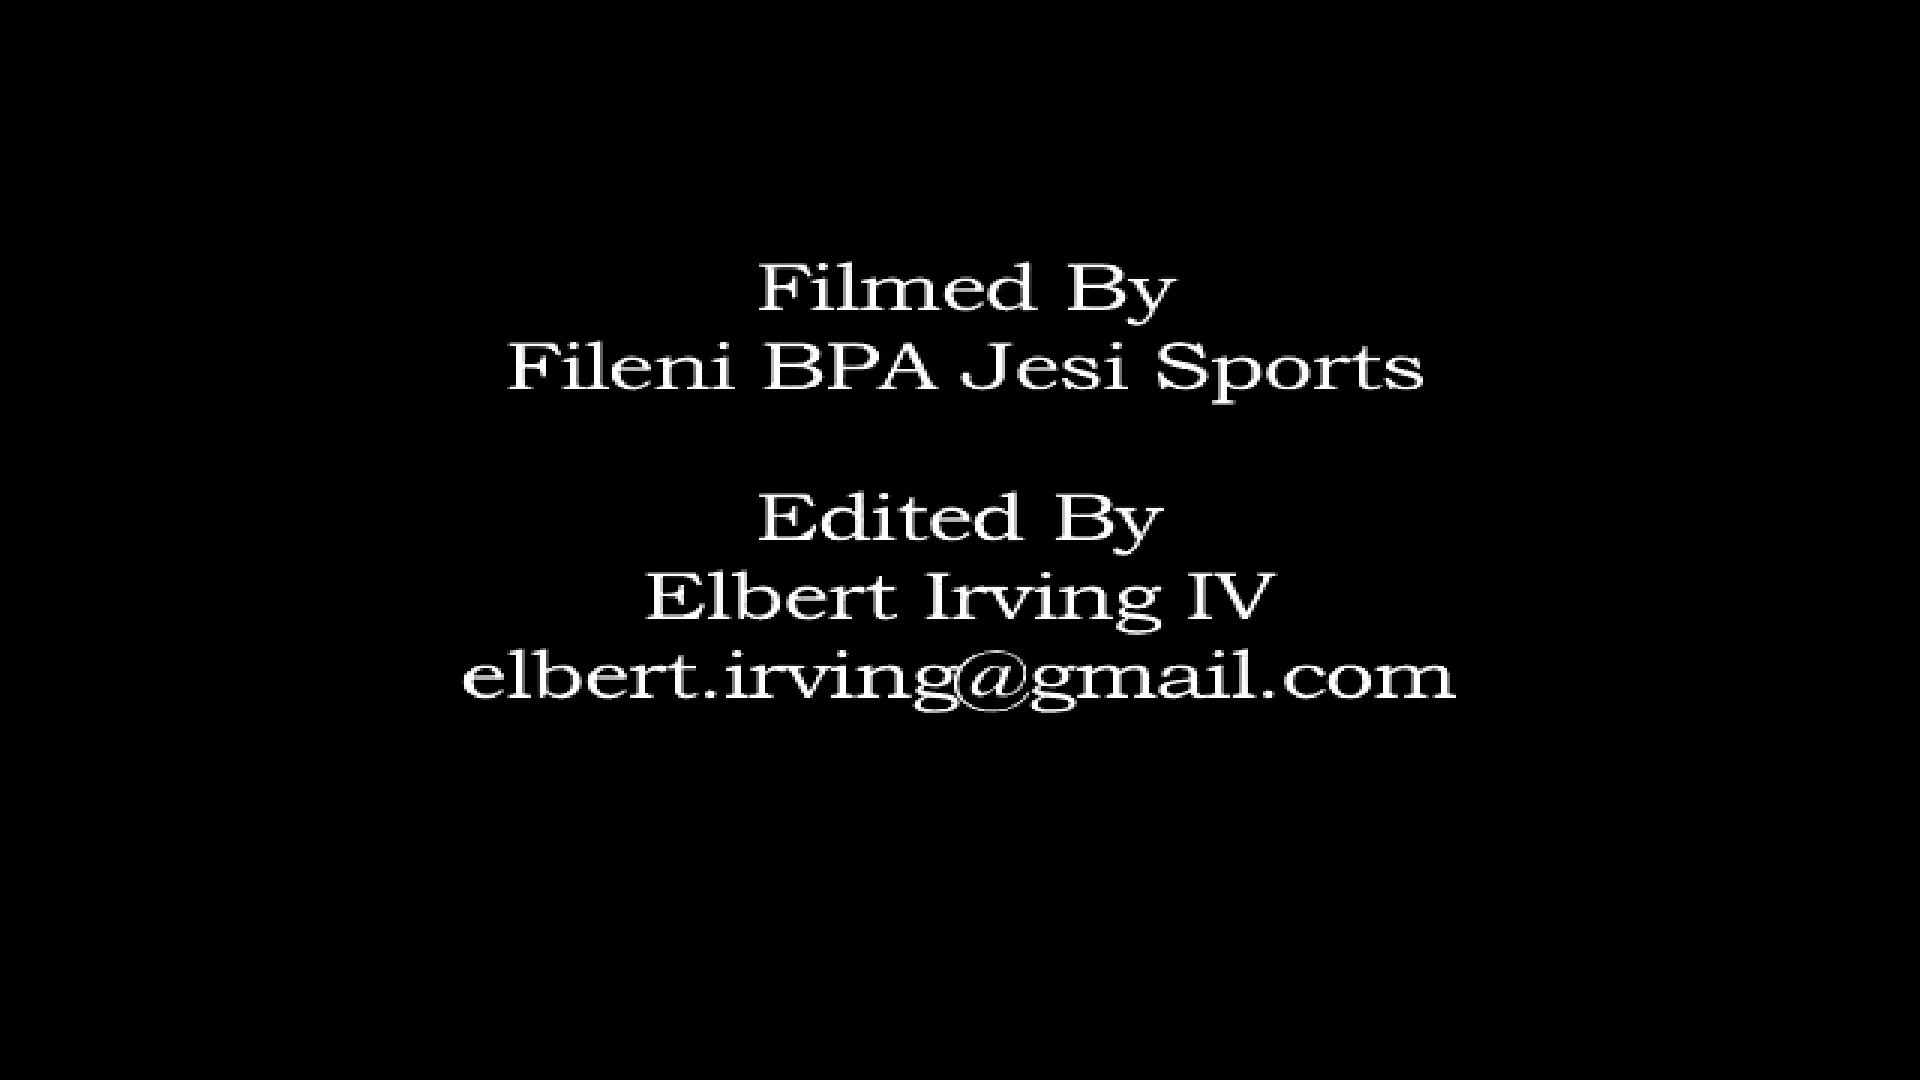 Filmed By
Fileni BPA Jesi Sports
Edited By
Elbert Irving IV
elbert.irving@gmail.com